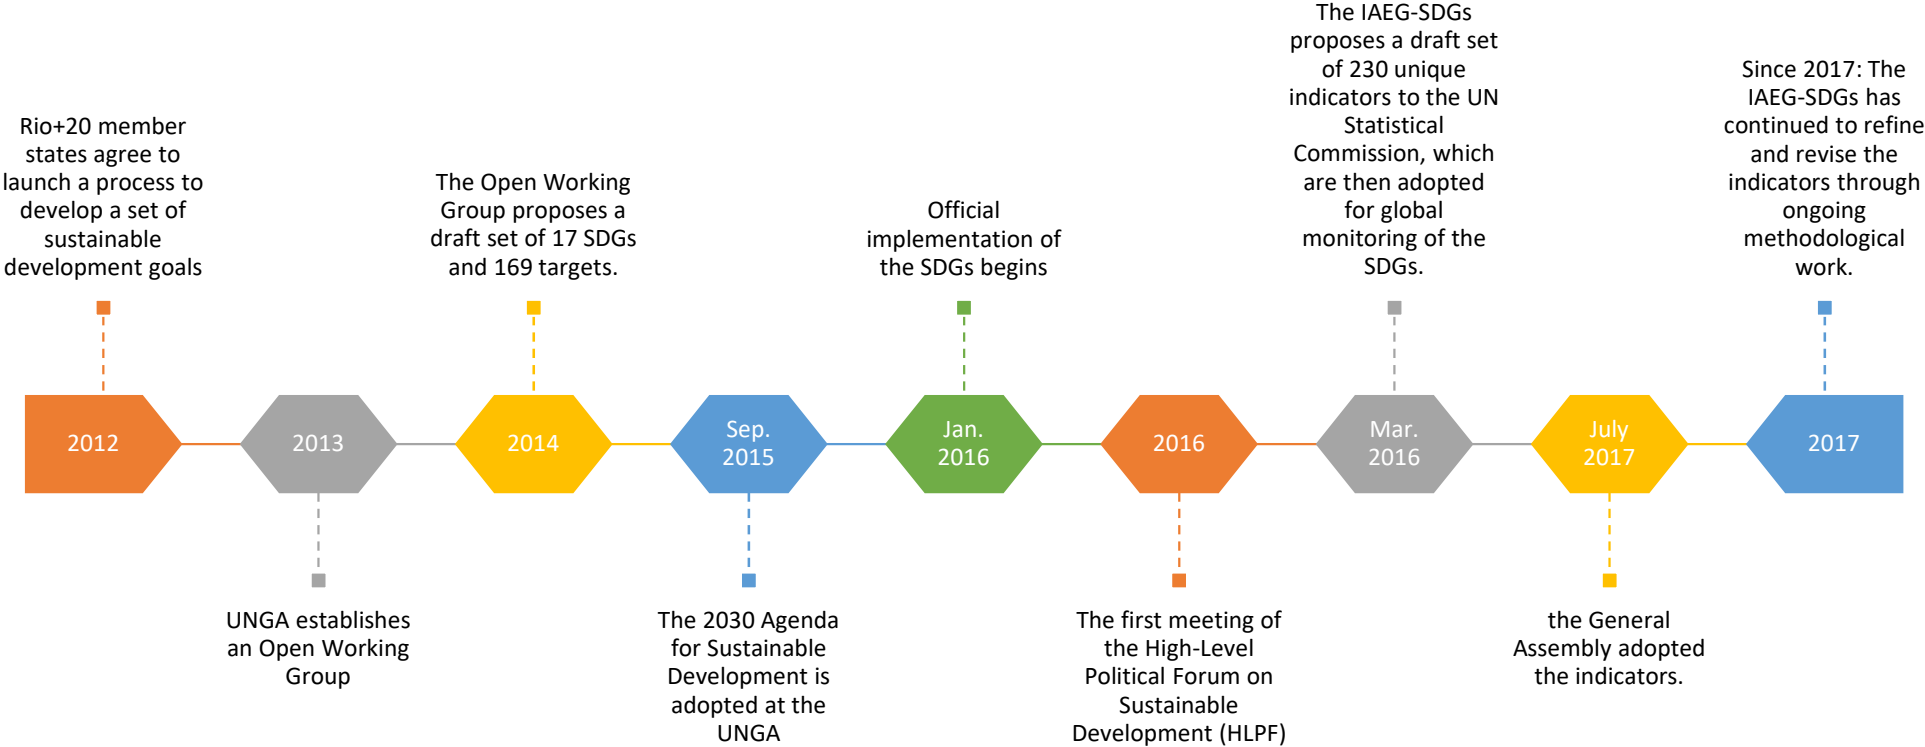 Rio+20 member
states agree to
launch a process to
develop a set of
sustainable
development goals
2012
2013
UNGA establishes
an Open Working
Group
The Open Working
Group proposes a
draft set of 17 SDGs
and 169 targets.
2014
Sep.
2015
The 2030 Agenda
for Sustainable
Development is
adopted at the
UNGA
Official
implementation of
the SDGs begins
Jan.
2016
2016
The first meeting of
the High-Level
Political Forum on
Sustainable
Development (HLPF)
The IAEG-SDGs
proposes a draft set
of 230 unique
indicators to the UN
Statistical
Commission, which
are then adopted
for global
monitoring of the
SDGs.
Mar.
2016
July
2017
the General
Assembly adopted
the indicators.
Since 2017: The
IAEG-SDGs has
continued to refine
and revise the
indicators through
ongoing
methodological
work.
2017